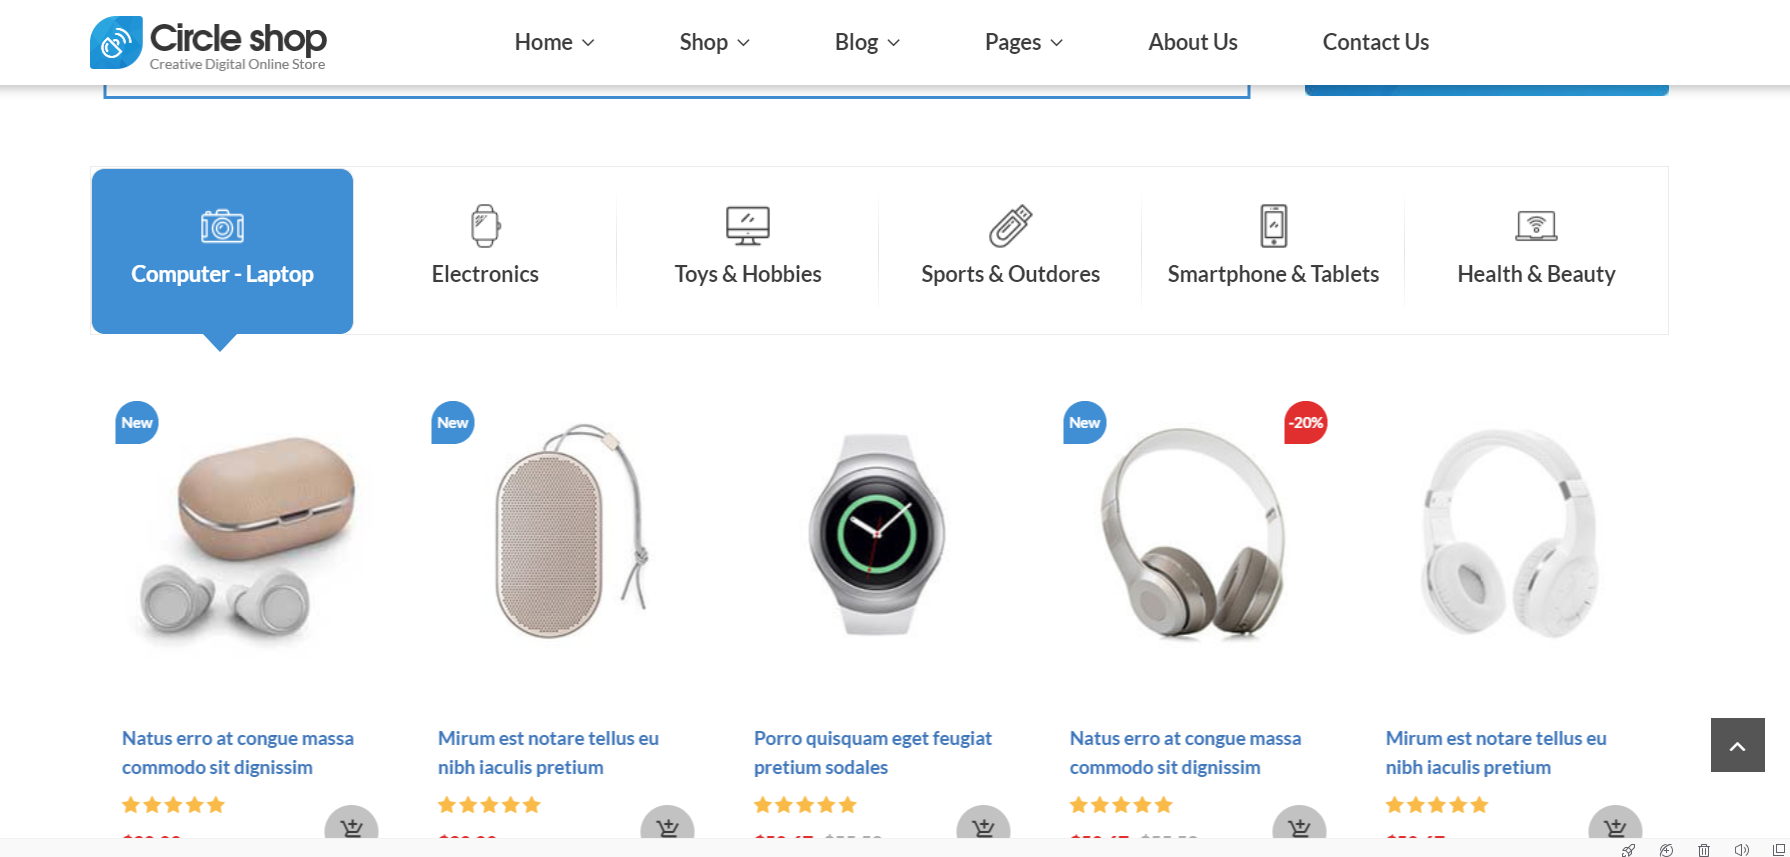 Circle shop
Creative Digital Online Store
Home
Shop
Blog
Pages
About Us
Contact Us
Computer - Laptop
Electronics
Toys & Hobbies
Sports & Outdores
Smartphone & Tablets
Health & Beauty
New
New
New
-20%
Natus erro at congue massa
commodo sit dignissim
Mirum est notare tellus eu
nibh iaculis pretium
Porro quisquam eget feugiat
pretium sodales
Natus erro at congue massa
commodo sit dignissim
Mirum est notare tellus eu
nibh iaculis pretium